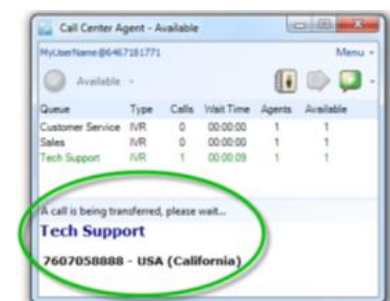 Call Center Agent - Available
MyUserName@6467181771 Menu
Available
Queue Type Calls Wait Time Agents Available
Customer Service IVR 0 00:00:00 1 1
Sales IVR 0 00:00:00 1 1
Tech Support IVR 1 00:00:09 1 1
A call is being transferred, please wait...
Tech Support
7607058888 - USA (California)